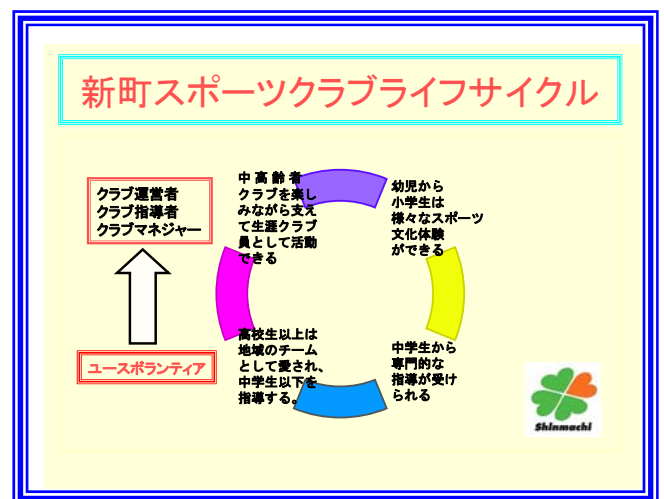 新町スポーツクラブライフサイクル
クラブ運営者
クラブ指導者
クラブマネジャー
ユースボランティア
中高齢者
クラブを楽し
みながら支え
て生涯クラブ
員として活動
できる
幼児から
小学生は
様々なスポーツ
文化体験
ができる
高校生以上は
地域のチーム
として愛され、
中学生以下を
指導する。
中学生から
専門的な
指導が受け
られる
Shinmachi